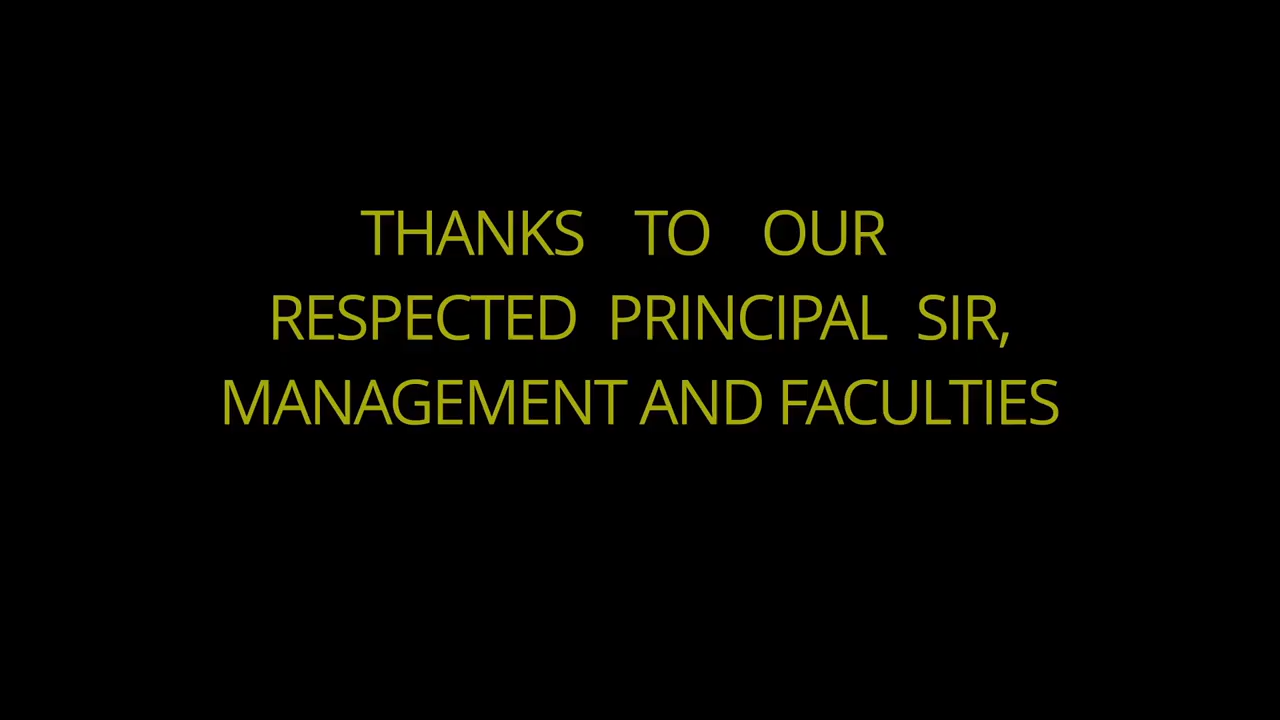 THANKS TO OUR
RESPECTED PRINCIPAL SIR,
MANAGEMENT AND FACULTIES